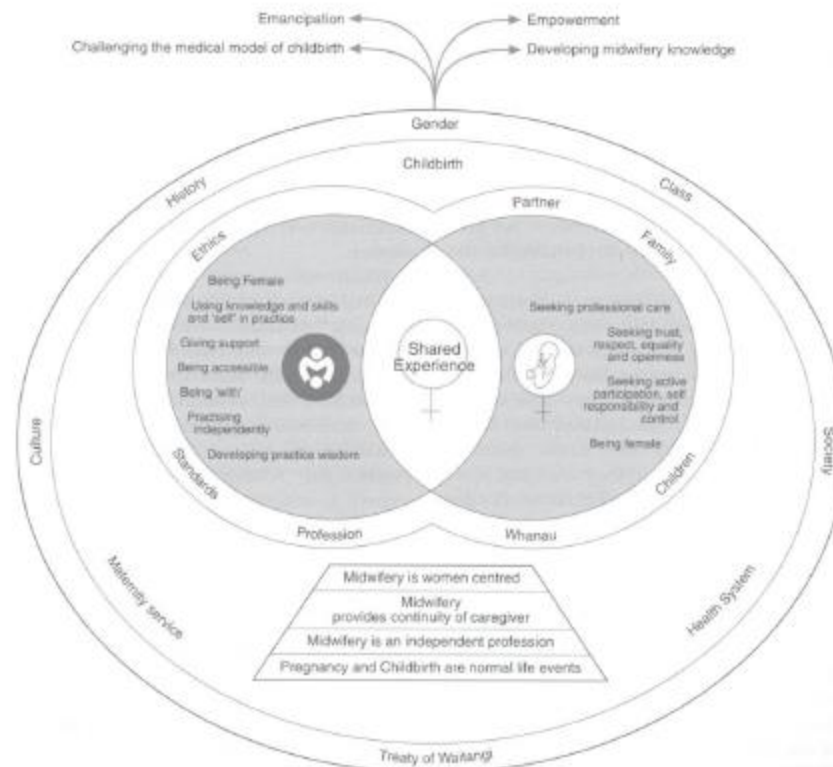 Emancipation
Empowerment
Challenging the medical model of childbirth
Developing midwifery knowledge
Gender
Childbirth
History
Class
Partner
Ethics
Family
Being Female
Using knowledge and skills
and 'self' in practice
Giving support
Being accessible
Being 'with'
Practising
independently
Developing practice wisdom
Shared
Experience
Seeking professional care
Seeking trust,
respect, equality
and openness
Seeking active
participation, self
responsibility and
control.
Being female
Culture
Society
Standards
Children
Profession
Whanau
Maternity service
Health System
Midwifery is women centred
Midwifery
provides continuity of caregiver
Midwifery is an independent profession
Pregnancy and Childbirth are normal life events
Treaty of Waitangi